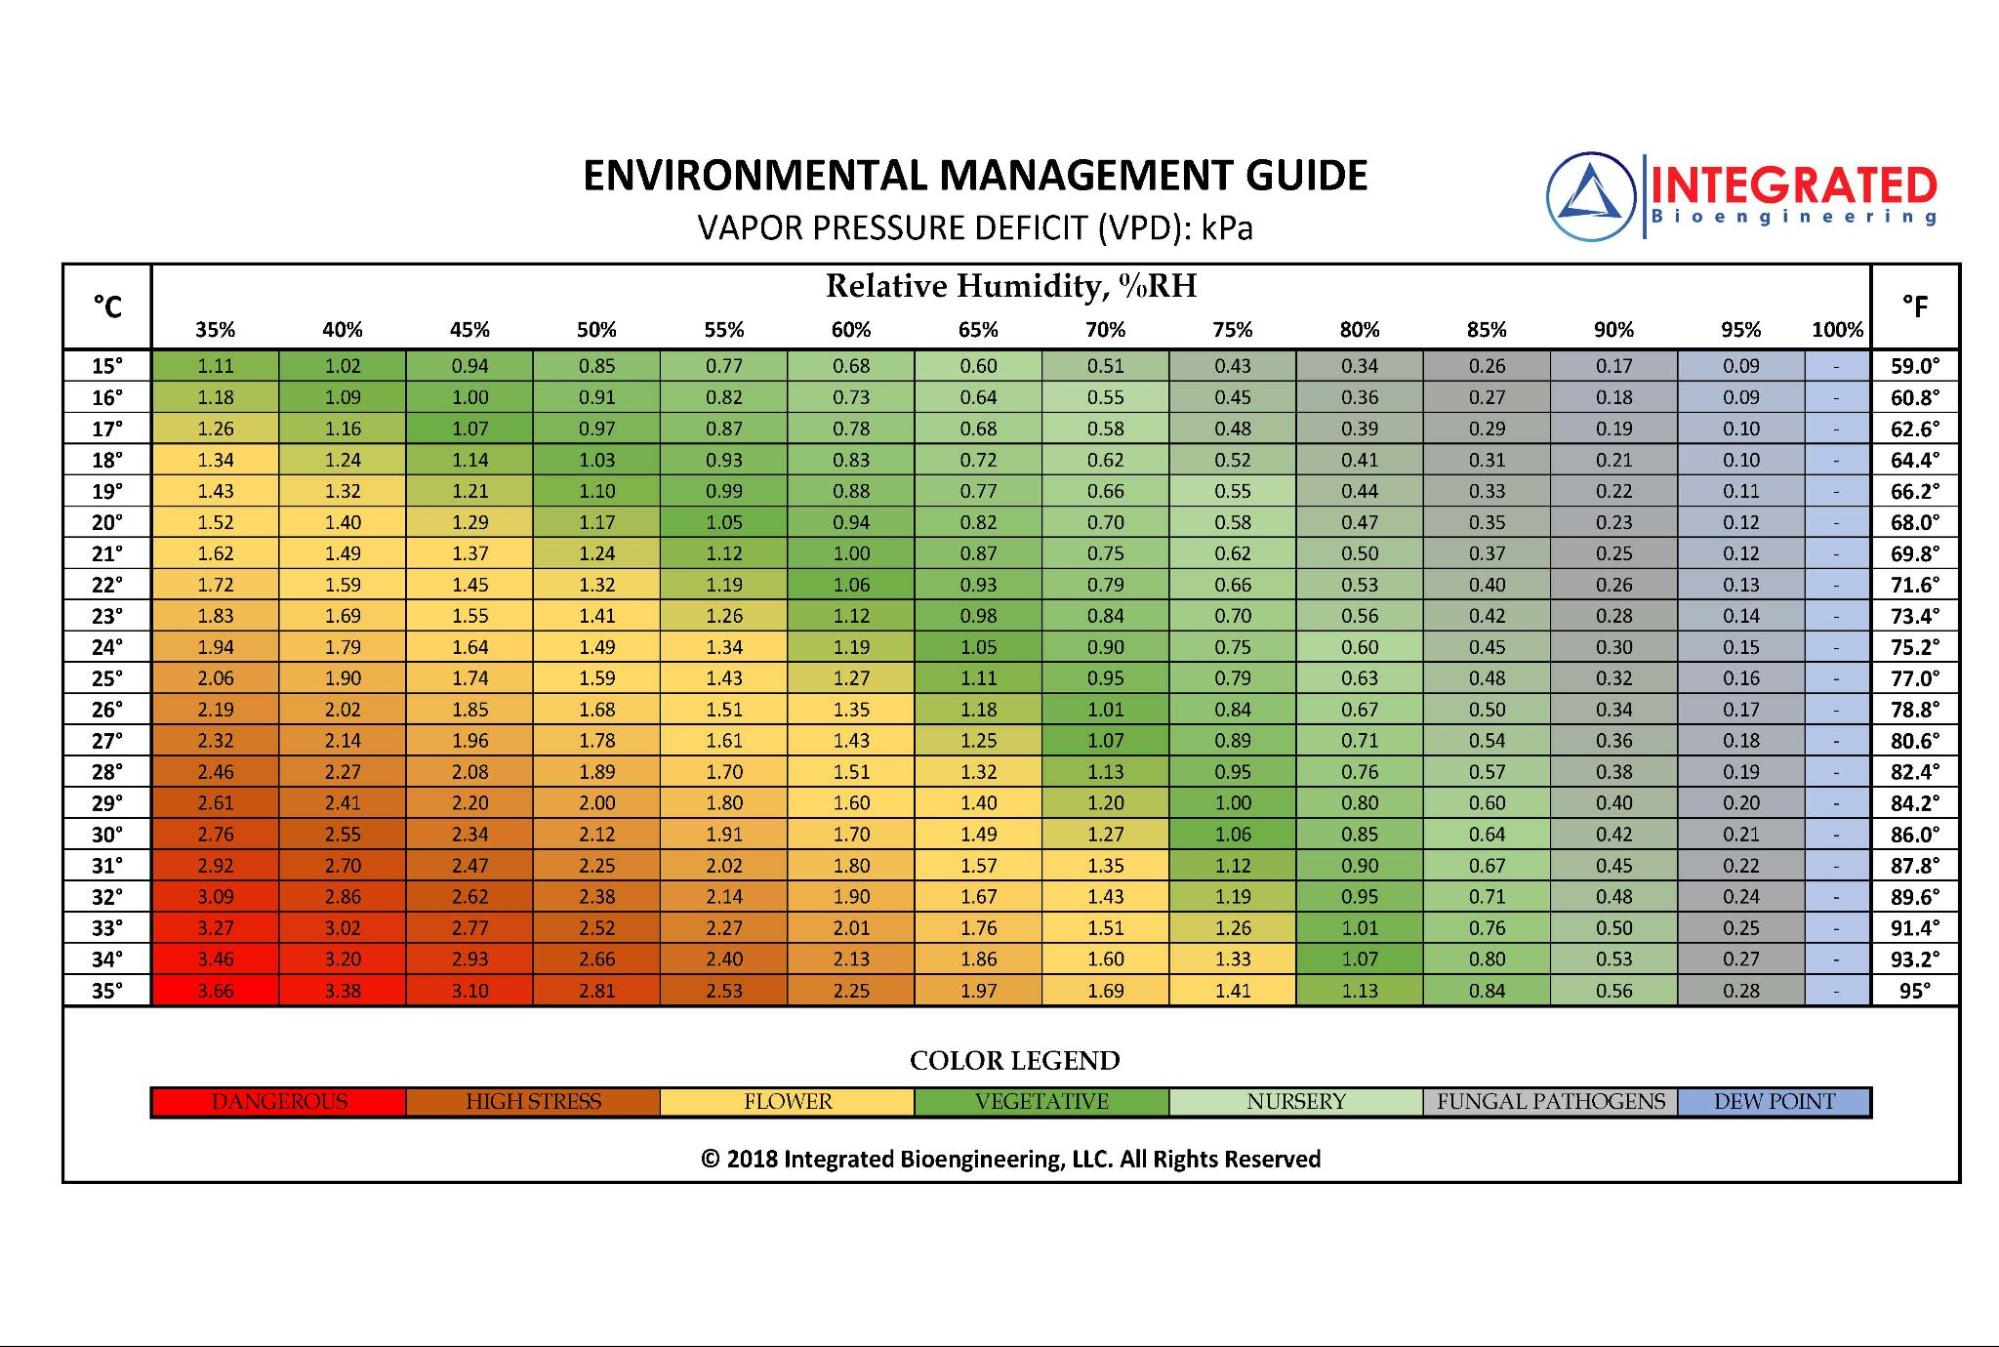 ENVIRONMENTAL MANAGEMENT GUIDE
VAPOR PRESSURE DEFICIT (VPD): kPa
INTEGRATED
Bioengineering
°C Relative Humidity, %RH °F
35% 40% 45% 50% 55% 60% 65% 70% 75% 80% 85% 90% 95% 100%
15° 1.11 1.02 0.94 0.85 0.77 0.68 0.60 0.51 0.43 0.34 0.26 0.17 0.09 - 59.0°
16° 1.18 1.09 1.00 0.91 0.82 0.73 0.64 0.55 0.45 0.36 0.27 0.18 0.09 - 60.8°
17° 1.26 1.16 1.07 0.97 0.87 0.78 0.68 0.58 0.48 0.39 0.29 0.19 0.10 - 62.6°
18° 1.34 1.24 1.14 1.03 0.93 0.83 0.72 0.62 0.52 0.41 0.31 0.21 0.10 - 64.4°
19° 1.43 1.32 1.21 1.10 0.99 0.88 0.77 0.66 0.55 0.44 0.33 0.22 0.11 - 66.2°
20° 1.52 1.40 1.29 1.17 1.05 0.94 0.82 0.70 0.58 0.47 0.35 0.23 0.12 - 68.0°
21° 1.62 1.49 1.37 1.24 1.12 1.00 0.87 0.75 0.62 0.50 0.37 0.25 0.12 - 69.8°
22° 1.72 1.59 1.45 1.32 1.19 1.06 0.93 0.79 0.66 0.53 0.40 0.26 0.13 - 71.6°
23° 1.83 1.69 1.55 1.41 1.26 1.12 0.98 0.84 0.70 0.56 0.42 0.28 0.14 - 73.4°
24° 1.94 1.79 1.64 1.49 1.34 1.19 1.05 0.90 0.75 0.60 0.45 0.30 0.15 - 75.2°
25° 2.06 1.90 1.74 1.59 1.43 1.27 1.11 0.95 0.79 0.63 0.48 0.32 0.16 - 77.0°
26° 2.19 2.02 1.85 1.68 1.51 1.35 1.18 1.01 0.84 0.67 0.50 0.34 0.17 - 78.8°
27° 2.32 2.14 1.96 1.78 1.61 1.43 1.25 1.07 0.89 0.71 0.54 0.36 0.18 - 80.6°
28° 2.46 2.27 2.08 1.89 1.70 1.51 1.32 1.13 0.95 0.76 0.57 0.38 0.19 - 82.4°
29° 2.61 2.41 2.20 2.00 1.80 1.60 1.40 1.20 1.00 0.80 0.60 0.40 0.20 - 84.2°
30° 2.76 2.55 2.34 2.12 1.91 1.70 1.49 1.27 1.06 0.85 0.64 0.42 0.21 - 86.0°
31° 2.92 2.70 2.47 2.25 2.02 1.80 1.57 1.35 1.12 0.90 0.67 0.45 0.22 - 87.8°
32° 3.09 2.86 2.62 2.38 2.14 1.90 1.67 1.43 1.19 0.95 0.71 0.48 0.24 - 89.6°
33° 3.27 3.02 2.77 2.52 2.27 2.01 1.76 1.51 1.26 1.01 0.76 0.50 0.25 - 91.4°
34° 3.46 3.20 2.93 2.66 2.40 2.13 1.86 1.60 1.33 1.07 0.80 0.53 0.27 - 93.2°
35° 3.66 3.38 3.10 2.81 2.53 2.25 1.97 1.69 1.41 1.13 0.84 0.56 0.28 - 95°
COLOR LEGEND
DANGEROUS HIGH STRESS FLOWER VEGETATIVE NURSERY FUNGAL PATHOGENS DEW POINT
© 2018 Integrated Bioengineering, LLC. All Rights Reserved